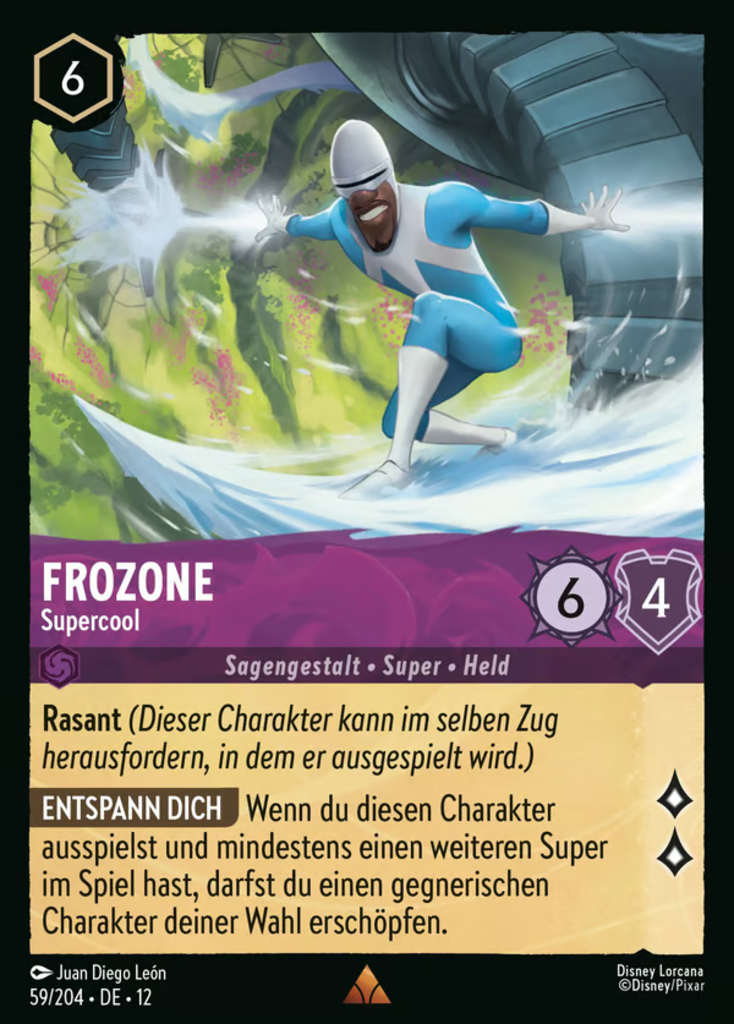 6
FROZONE
Supercool
6
4
Sagengestalt • Super • Held
Rasant (Dieser Charakter kann im selben Zug
herausfordern, in dem er ausgespielt wird.)
ENTSPANN DICH Wenn du diesen Charakter
ausspielst und mindestens einen weiteren Super
im Spiel hast, darfst du einen gegnerischen
Charakter deiner Wahl erschöpfen.
Juan Diego León
59/204 • DE • 12
Disney Lorcana
©Disney/Pixar